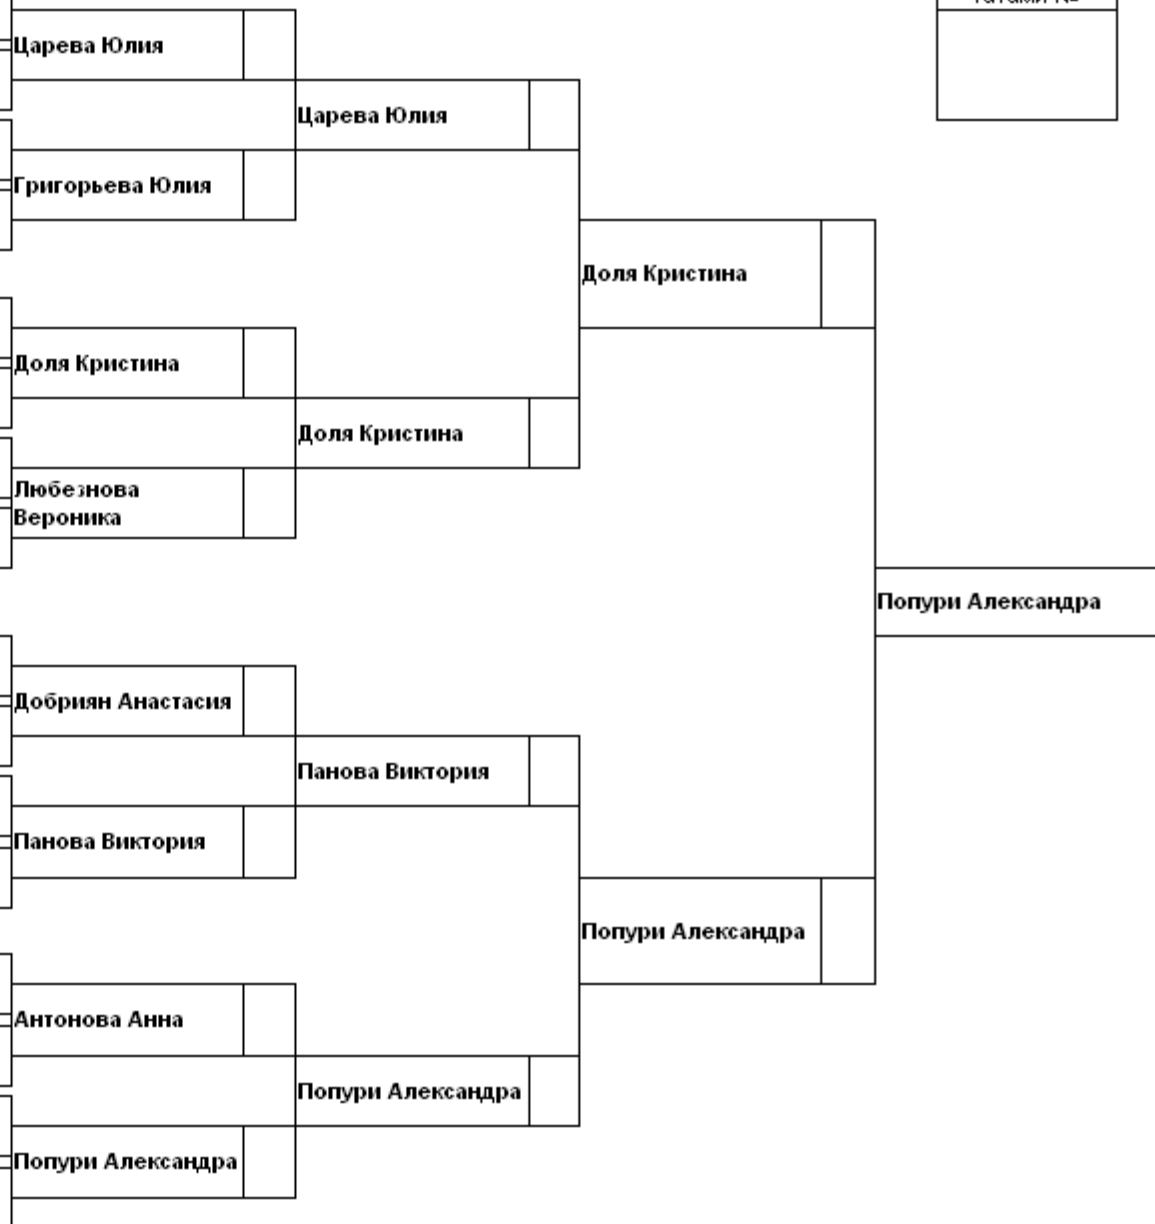 Царева Юлия
Царева Юлия
Григорьева Юлия
Доля Кристина
Доля Кристина
Доля Кристина
Любезнова
Вероника
Попури Александра
Добриян Анастасия
Панова Виктория
Панова Виктория
Попури Александра
Антонова Анна
Попури Александра
Попури Александра